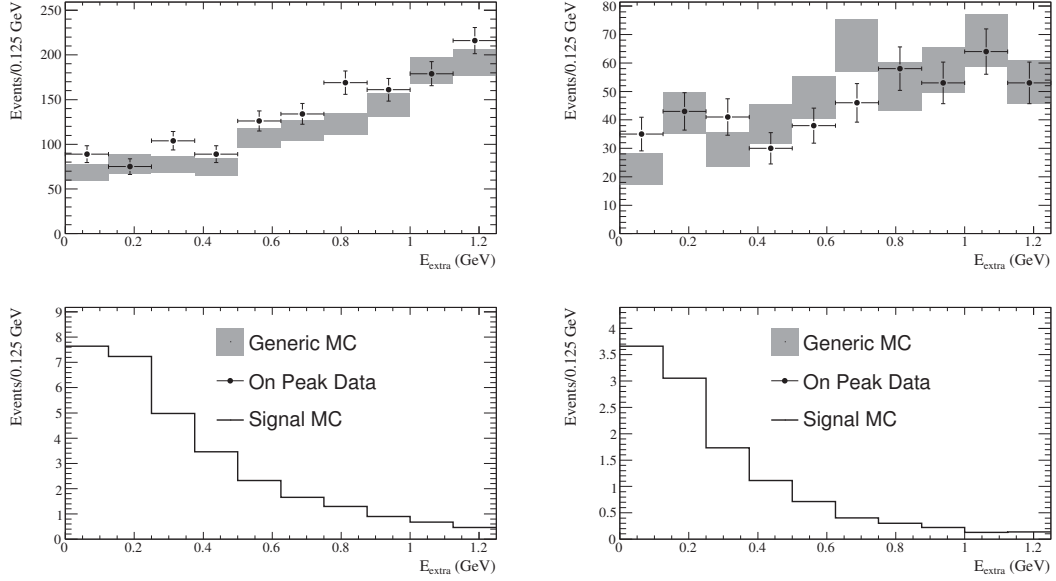 Events/0.125 GeV
250
200
150
100
50
0
0 0.2 0.4 0.6 0.8 1 1.2
E_extra (GeV)
Events/0.125 GeV
80
70
60
50
40
30
20
10
0
0 0.2 0.4 0.6 0.8 1 1.2
E_extra (GeV)
Events/0.125 GeV
9
8
7
6
5
4
3
2
1
0
Generic MC
On Peak Data
Signal MC
0 0.2 0.4 0.6 0.8 1 1.2
E_extra (GeV)
Events/0.125 GeV
4
3.5
3
2.5
2
1.5
1
0.5
0
Generic MC
On Peak Data
Signal MC
0 0.2 0.4 0.6 0.8 1 1.2
E_extra (GeV)